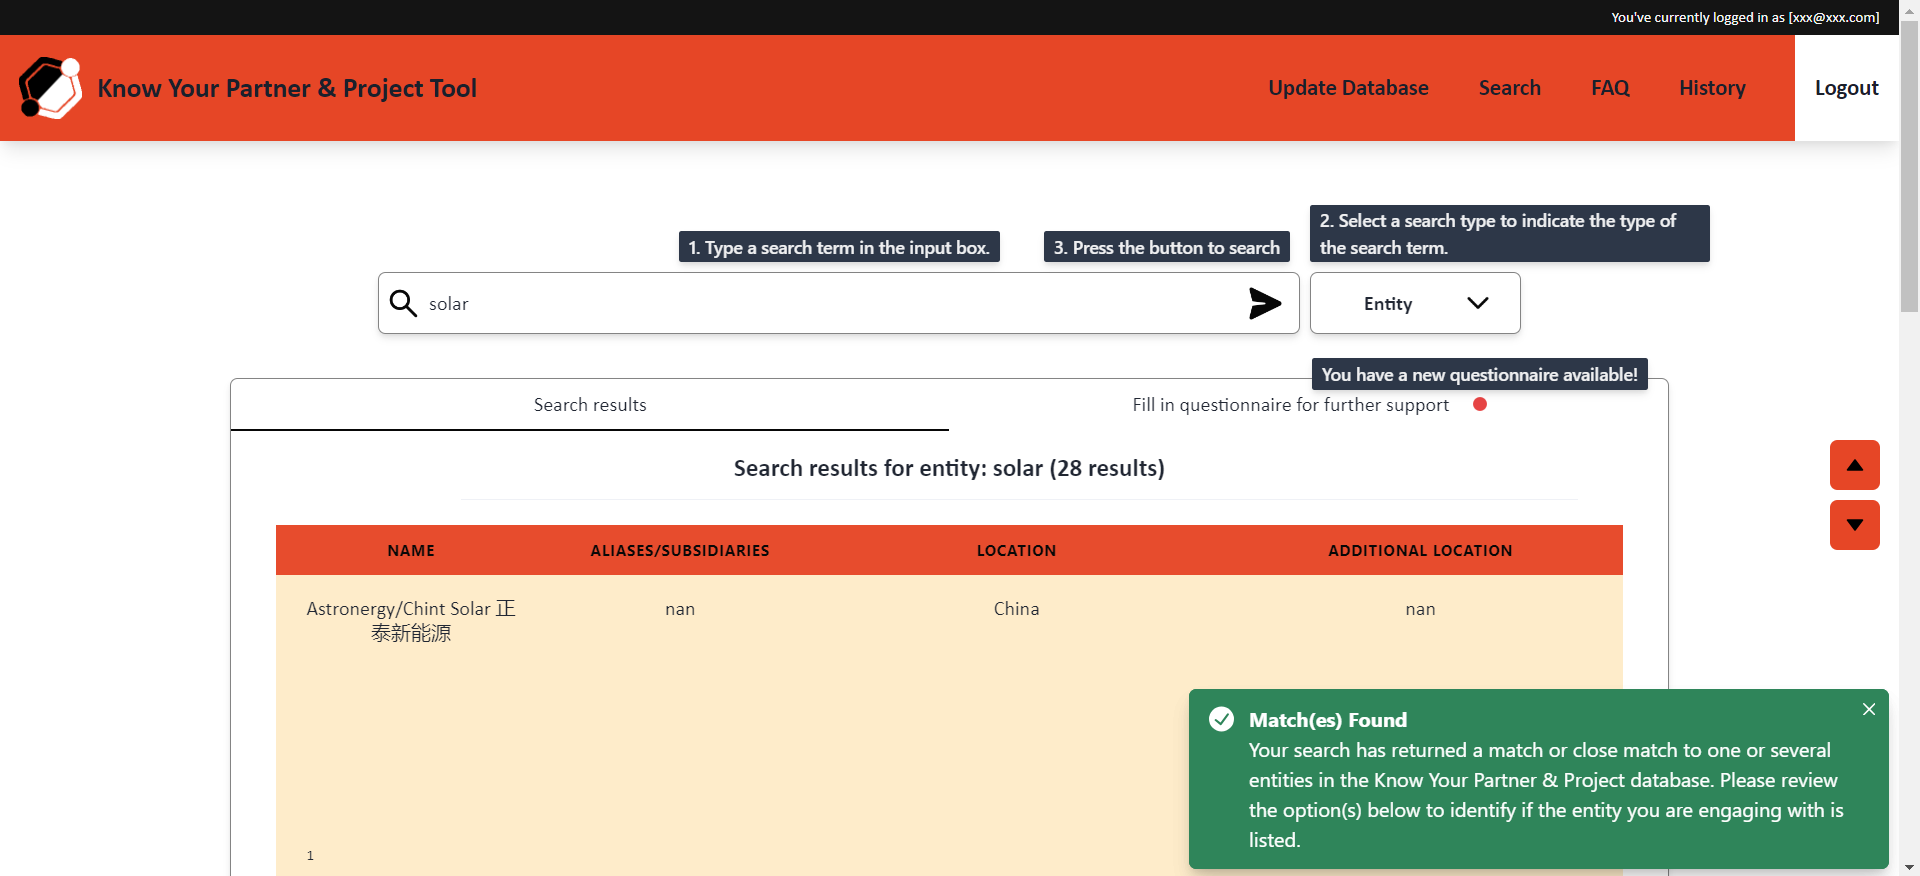 You've currently logged in as [xxx@xxx.com]
Know Your Partner & Project Tool
Update Database
Search
FAQ
History
Logout
1. Type a search term in the input box.
3. Press the button to search
2. Select a search type to indicate the type of
the search term.
solar
Entity
You have a new questionnaire available!
Search results
Fill in questionnaire for further support
Search results for entity: solar (28 results)
NAME
ALIASES/SUBSIDIARIES
LOCATION
ADDITIONAL LOCATION
Astronergy/Chint Solar 正
泰新能源
nan
China
nan
1
Match(es) Found
Your search has returned a match or close match to one or several
entities in the Know Your Partner & Project database. Please review
the option(s) below to identify if the entity you are engaging with is
listed.